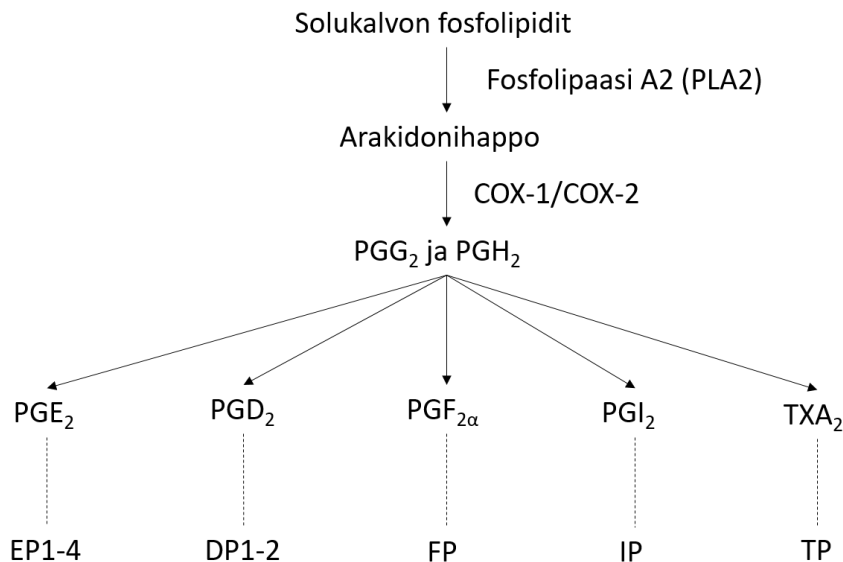 Solukalvon fosfolipidit
Fosfolipaasi A2 (PLA2)
Arakidonihappo
COX-1/COX-2
PGG₂ ja PGH₂
PGE₂ PGD₂ PGF₂α PGI₂ TXA₂
EP1-4 DP1-2 FP IP TP